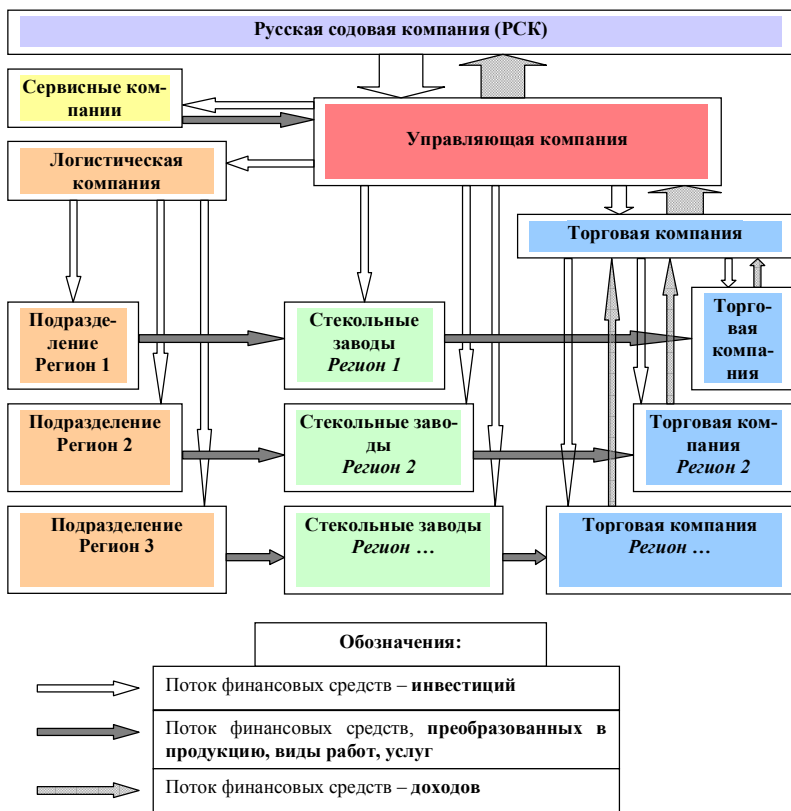 Русская содовая компания (РСК)
Сервисные ком-
пании
Управляющая компания
Логистическая
компания
Торговая компания
Подразде-
ление
Регион 1
Стекольные
заводы
Регион 1
Торго-
вая
компа-
ния
Подразделение
Регион 2
Стекольные заво-
ды
Регион 2
Торговая ком-
пания
Регион 2
Подразделение
Регион 3
Стекольные заводы
Регион …
Торговая компания
Регион …
Обозначения:
Поток финансовых средств – инвестиций
Поток финансовых средств, преобразованных в
продукцию, виды работ, услуг
Поток финансовых средств – доходов